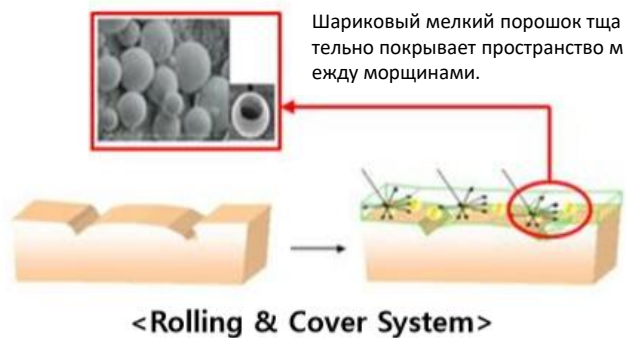 Шариковый мелкий порошок тща
тельно покрывает пространство м
ежду морщинами.
<Rolling & Cover System>